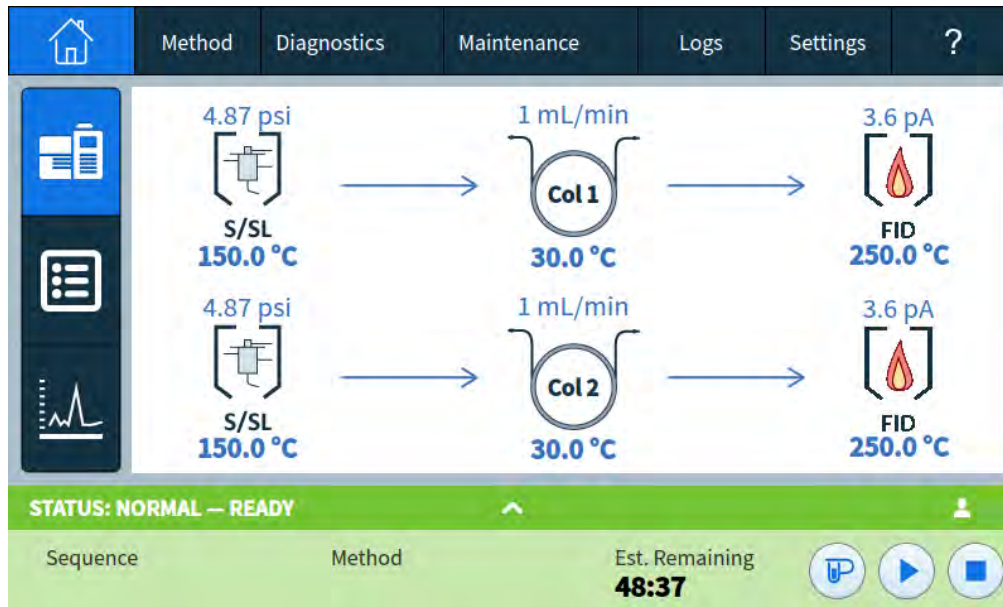 Method Diagnostics Maintenance Logs Settings ?
4.87 psi 1 mL/min 3.6 pA
Col 1
S/SL FID
150.0 °C 30.0 °C 250.0 °C
4.87 psi 1 mL/min 3.6 pA
Col 2
S/SL FID
150.0 °C 30.0 °C 250.0 °C
STATUS: NORMAL — READY
Sequence Method Est. Remaining
48:37